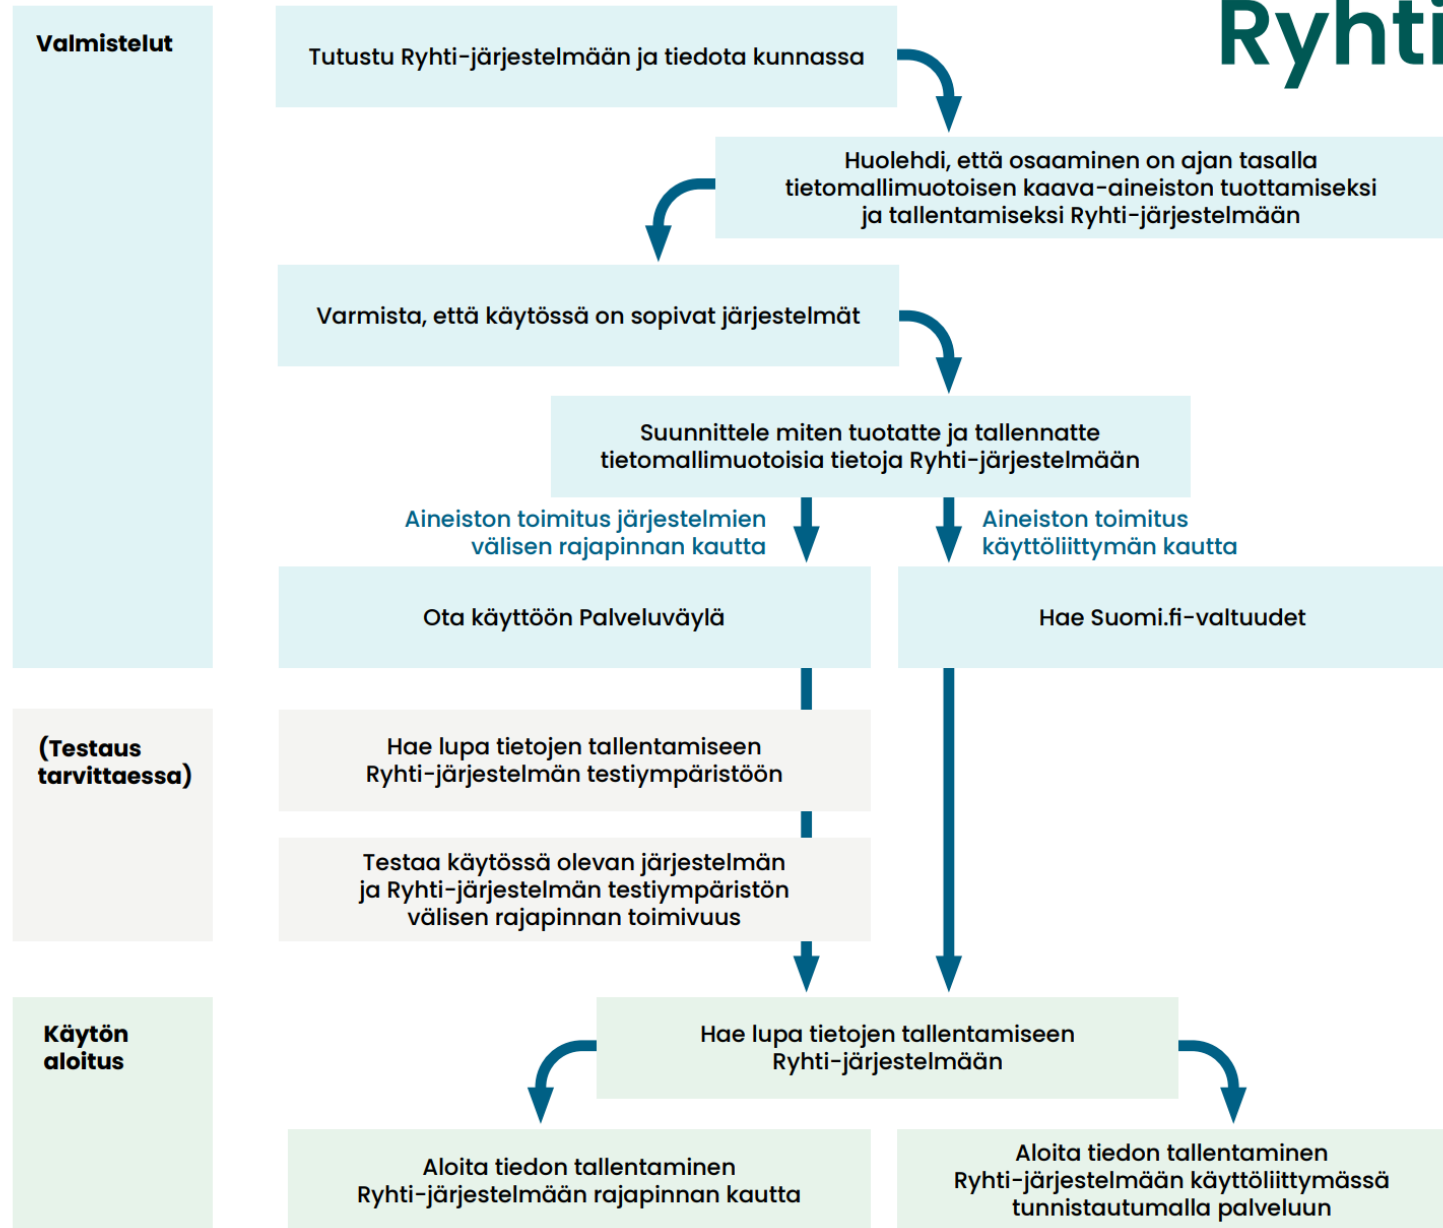 Ryhti
Valmistelut
Tutustu Ryhti-järjestelmään ja tiedota kunnassa
Huolehdi, että osaaminen on ajan tasalla
tietomallimuotoisen kaava-aineiston tuottamiseksi
ja tallentamiseksi Ryhti-järjestelmään
Varmista, että käytössä on sopivat järjestelmät
Suunnittele miten tuotatte ja tallennatte
tietomallimuotoisia tietoja Ryhti-järjestelmään
Aineiston toimitus järjestelmien
välisen rajapinnan kautta
Aineiston toimitus
käyttöliittymän kautta
Ota käyttöön Palveluväylä
Hae Suomi.fi-valtuudet
(Testaus
tarvittaessa)
Hae lupa tietojen tallentamiseen
Ryhti-järjestelmän testiympäristöön
Testaa käytössä olevan järjestelmän
ja Ryhti-järjestelmän testiympäristön
välisen rajapinnan toimivuus
Käytön
aloitus
Hae lupa tietojen tallentamiseen
Ryhti-järjestelmään
Aloita tiedon tallentaminen
Ryhti-järjestelmään rajapinnan kautta
Aloita tiedon tallentaminen
Ryhti-järjestelmään käyttöliittymässä
tunnistautumalla palveluun